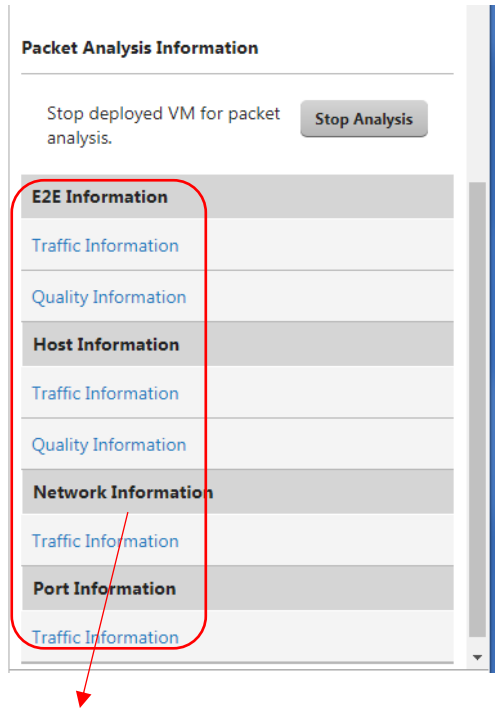 Packet Analysis Information
Stop deployed VM for packet
analysis.
Stop Analysis
E2E Information
Traffic Information
Quality Information
Host Information
Traffic Information
Quality Information
Network Information
Traffic Information
Port Information
Traffic Information